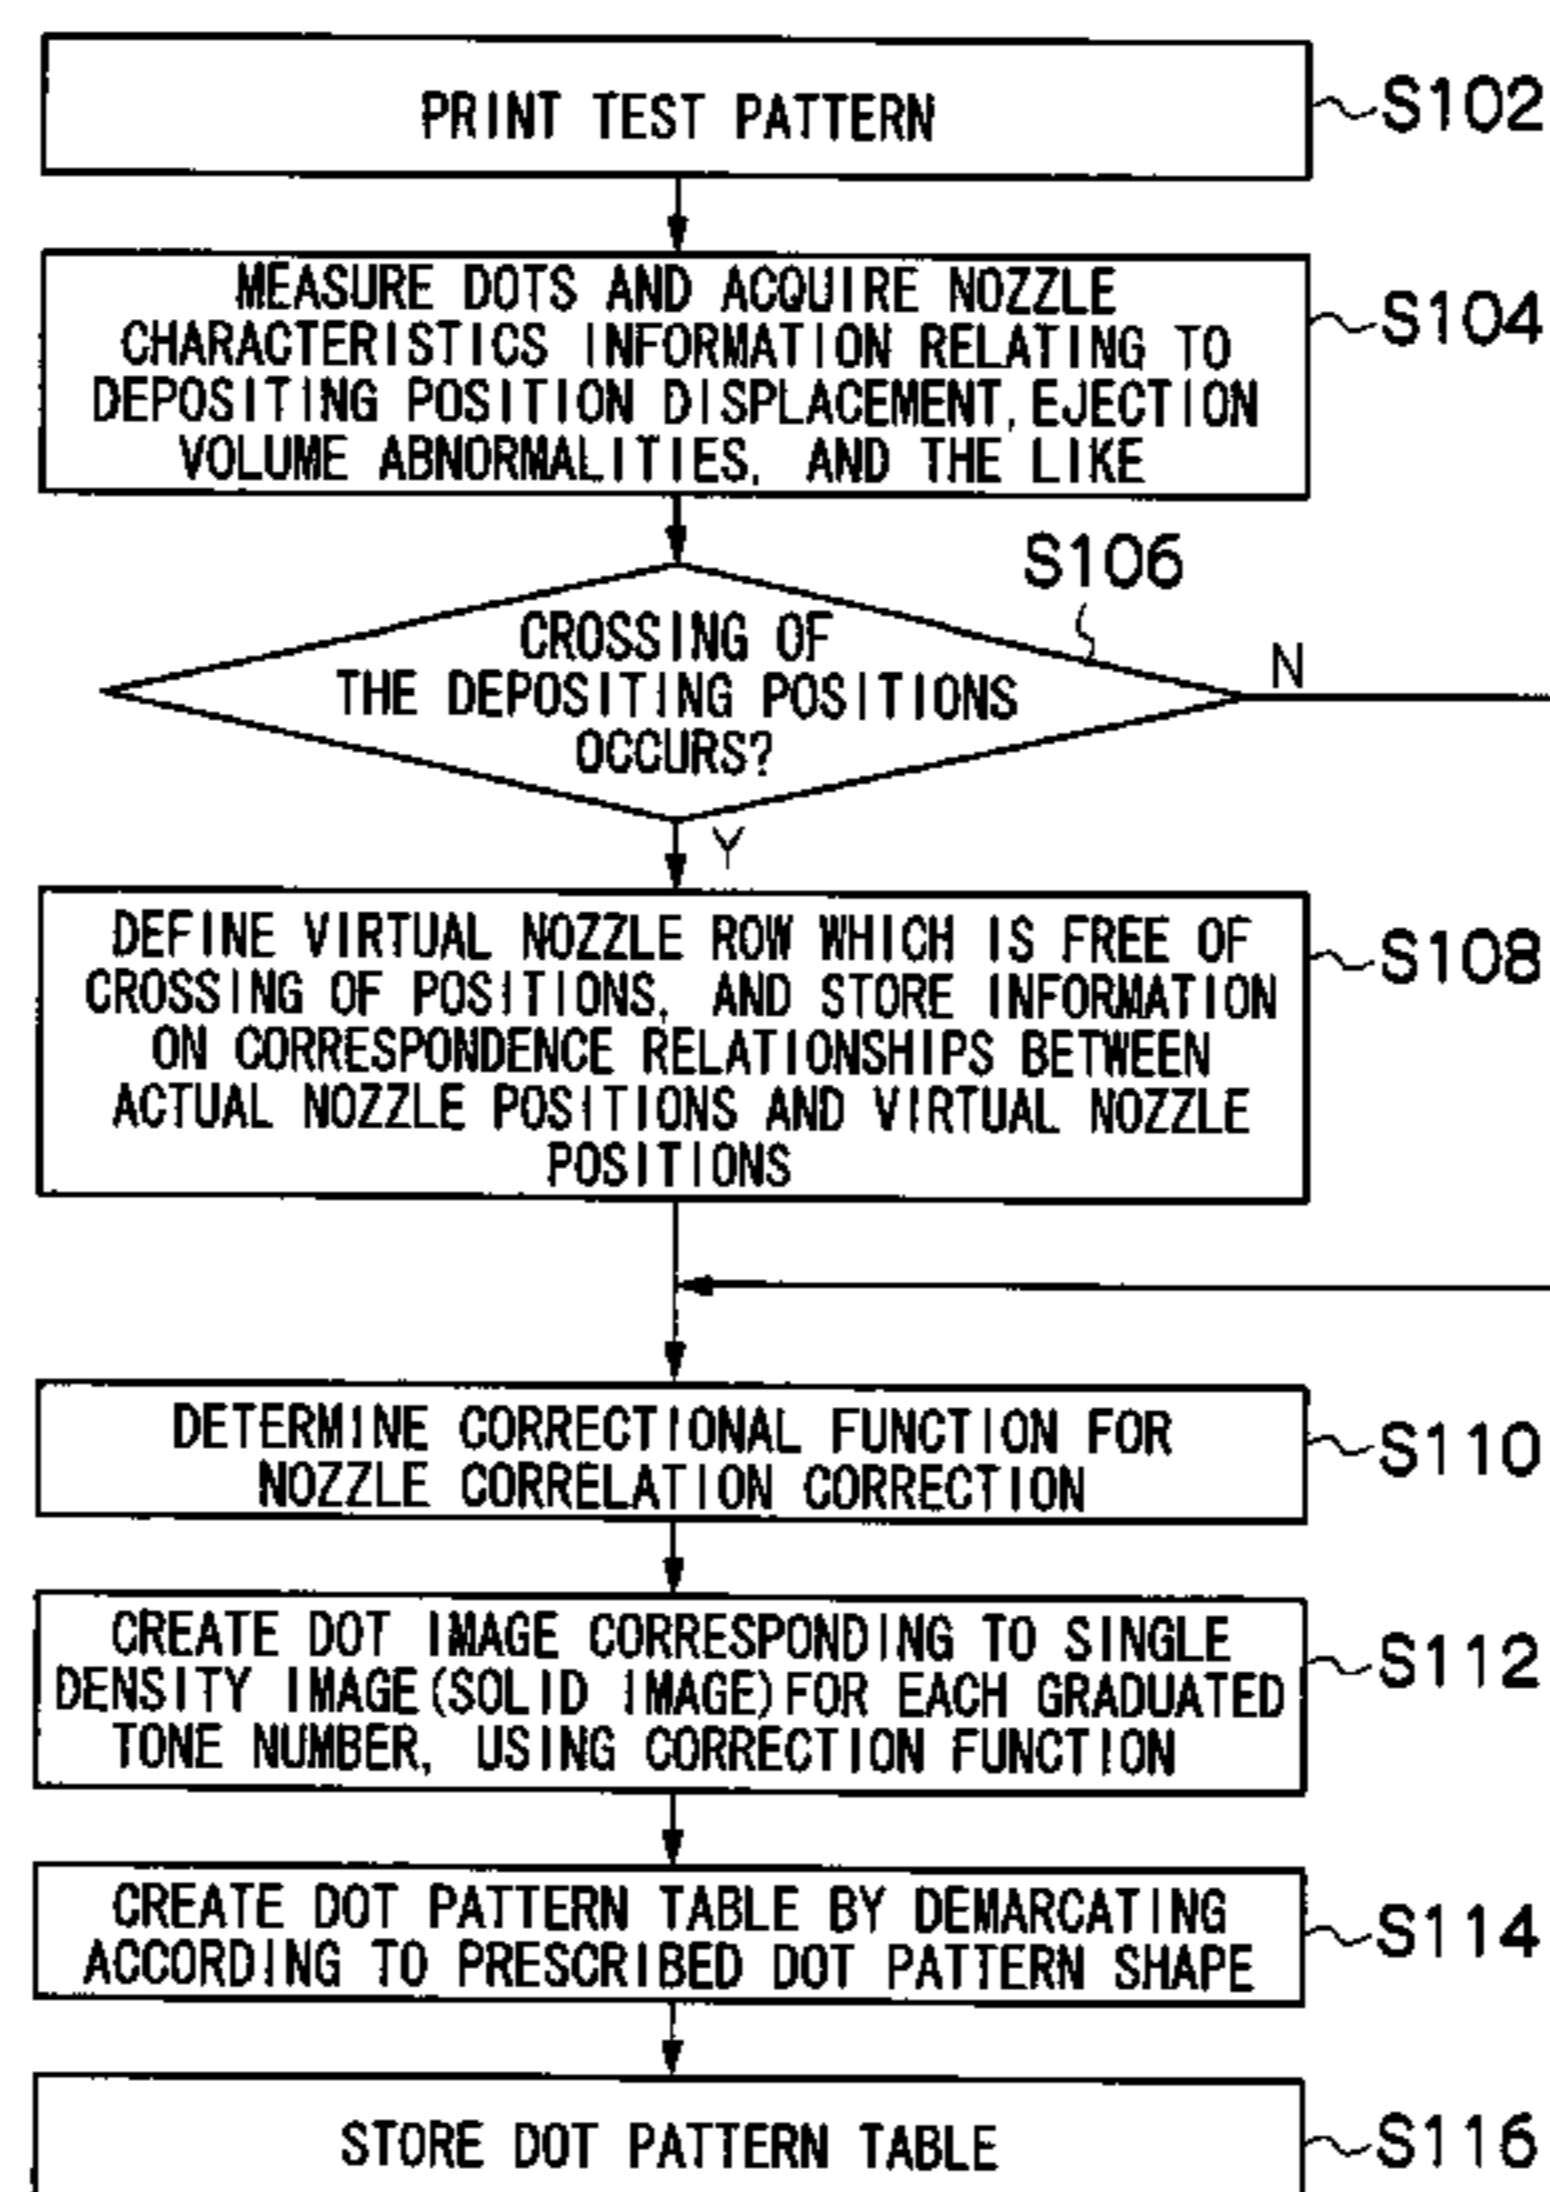 PRINT TEST PATTERN
S102
MEASURE DOTS AND ACQUIRE NOZZLE
CHARACTERISTICS INFORMATION RELATING TO
DEPOSITING POSITION DISPLACEMENT, EJECTION
VOLUME ABNORMALITIES, AND THE LIKE
S104
S106
CROSSING OF
THE DEPOSITING POSITIONS
OCCURS?
N
Y
DEFINE VIRTUAL NOZZLE ROW WHICH IS FREE OF
CROSSING OF POSITIONS, AND STORE INFORMATION
ON CORRESPONDENCE RELATIONSHIPS BETWEEN
ACTUAL NOZZLE POSITIONS AND VIRTUAL NOZZLE
POSITIONS
S108
DETERMINE CORRECTIONAL FUNCTION FOR
NOZZLE CORRELATION CORRECTION
S110
CREATE DOT IMAGE CORRESPONDING TO SINGLE
DENSITY IMAGE(SOLID IMAGE)FOR EACH GRADUATED
TONE NUMBER, USING CORRECTION FUNCTION
S112
CREATE DOT PATTERN TABLE BY DEMARCATING
ACCORDING TO PRESCRIBED DOT PATTERN SHAPE
S114
STORE DOT PATTERN TABLE
S116